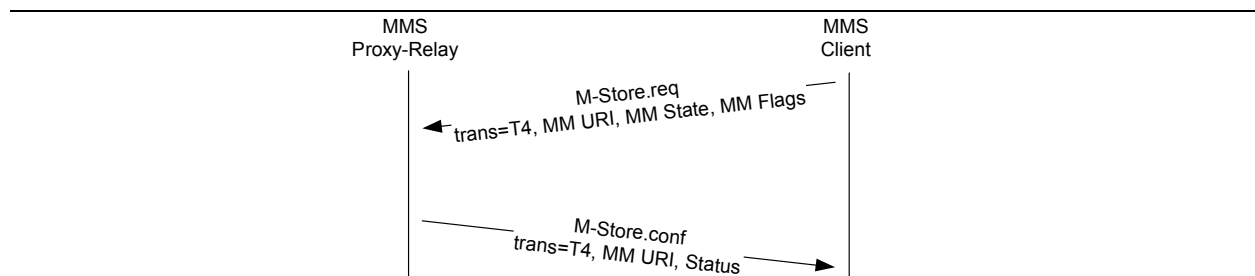 MMS
Proxy-Relay
MMS
Client
M-Store.req
trans=T4, MM URI, MM State, MM Flags
M-Store.conf
trans=T4, MM URI, Status